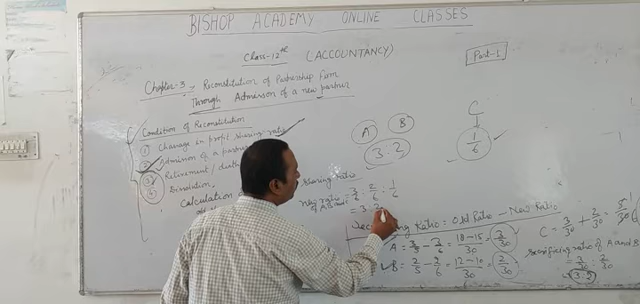 BISHOP ACADEMY ONLINE CLASSES
Class-12th (ACCOUNTANCY)
Part-1
Chapter-3 Reconstitution of Partnership Firm
Through Admission of a new partner
Condition of Reconstitution
① Change in profit sharing ratio
Admission of a partner
Retirement / death
Dissolution
Calculation
A B
3:2
C
1/6
sharing ratio
New ratio = 3/6 : 2/6 : 1/6
= 3:2
Ratio = Old Ratio - New Ratio
A = 3/5 - 3/6 = 18-15/30 = 3/30
B = 2/5 - 2/6 = 12-10/30 = 2/30
C = 3/30 + 2/30 = 5/30
sacrificing ratio of A and B
3/30 : 2/30
3:2